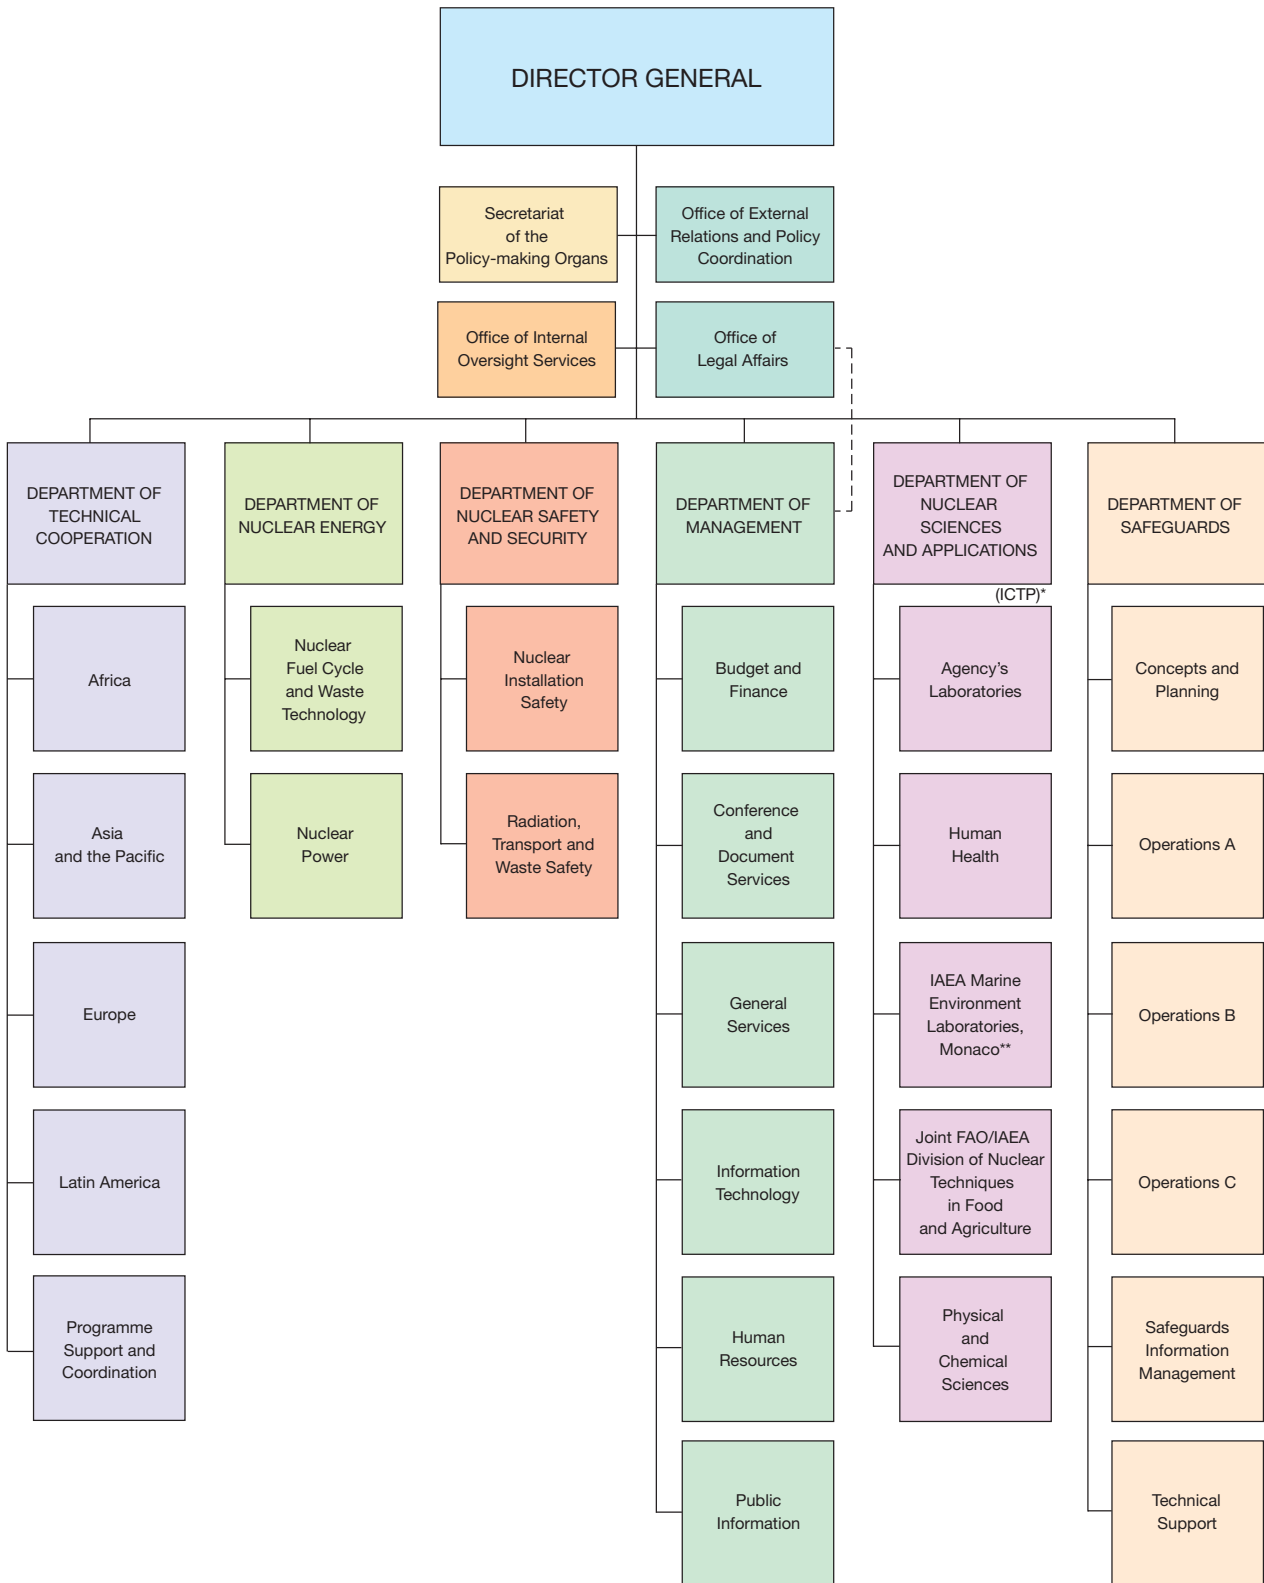 DIRECTOR GENERAL
Secretariat
of the
Policy-making Organs
Office of External
Relations and Policy
Coordination
Office of Internal
Oversight Services
Office of
Legal Affairs
DEPARTMENT OF
TECHNICAL
COOPERATION
DEPARTMENT OF
NUCLEAR ENERGY
DEPARTMENT OF
NUCLEAR SAFETY
AND SECURITY
DEPARTMENT OF
MANAGEMENT
DEPARTMENT OF
NUCLEAR
SCIENCES
AND APPLICATIONS
DEPARTMENT OF
SAFEGUARDS
(ICTP)*
Africa
Nuclear
Fuel Cycle
and Waste
Technology
Nuclear
Installation
Safety
Budget and
Finance
Agency's
Laboratories
Concepts and
Planning
Asia
and the Pacific
Nuclear
Power
Radiation,
Transport and
Waste Safety
Conference
and
Document
Services
Human
Health
Operations A
Europe
General
Services
IAEA Marine
Environment
Laboratories,
Monaco**
Operations B
Latin America
Information
Technology
Joint FAO/IAEA
Division of Nuclear
Techniques
in Food
and Agriculture
Operations C
Programme
Support and
Coordination
Human
Resources
Physical
and
Chemical
Sciences
Safeguards
Information
Management
Public
Information
Technical
Support